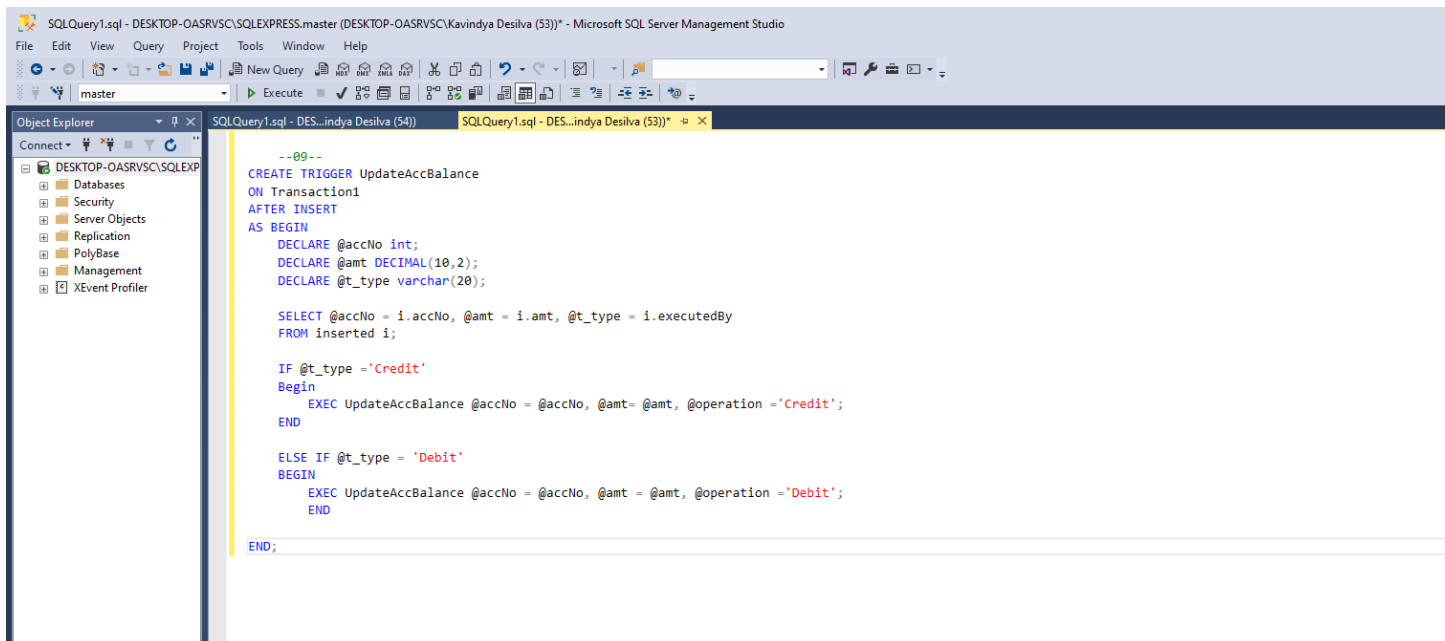 SQLQuery1.sql - DESKTOP-OASRVSC\SQLEXPRESS.master (DESKTOP-OASRVSC\Kavindya Desilva (53))* - Microsoft SQL Server Management Studio
File Edit View Query Project Tools Window Help
New Query MDX DMX XMLA DAX
master Execute
Object Explorer
SQLQuery1.sql - DES...indya Desilva (54)) SQLQuery1.sql - DES...indya Desilva (53))*
Connect
DESKTOP-OASRVSC\SQLEXP
Databases
Security
Server Objects
Replication
PolyBase
Management
XEvent Profiler
--09--
CREATE TRIGGER UpdateAccBalance
ON Transaction1
AFTER INSERT
AS BEGIN
DECLARE @accNo int;
DECLARE @amt DECIMAL(10,2);
DECLARE @t_type varchar(20);
SELECT @accNo = i.accNo, @amt = i.amt, @t_type = i.executedBy
FROM inserted i;
IF @t_type ='Credit'
Begin
EXEC UpdateAccBalance @accNo = @accNo, @amt= @amt, @operation ='Credit';
END
ELSE IF @t_type = 'Debit'
BEGIN
EXEC UpdateAccBalance @accNo = @accNo, @amt = @amt, @operation ='Debit';
END
END;